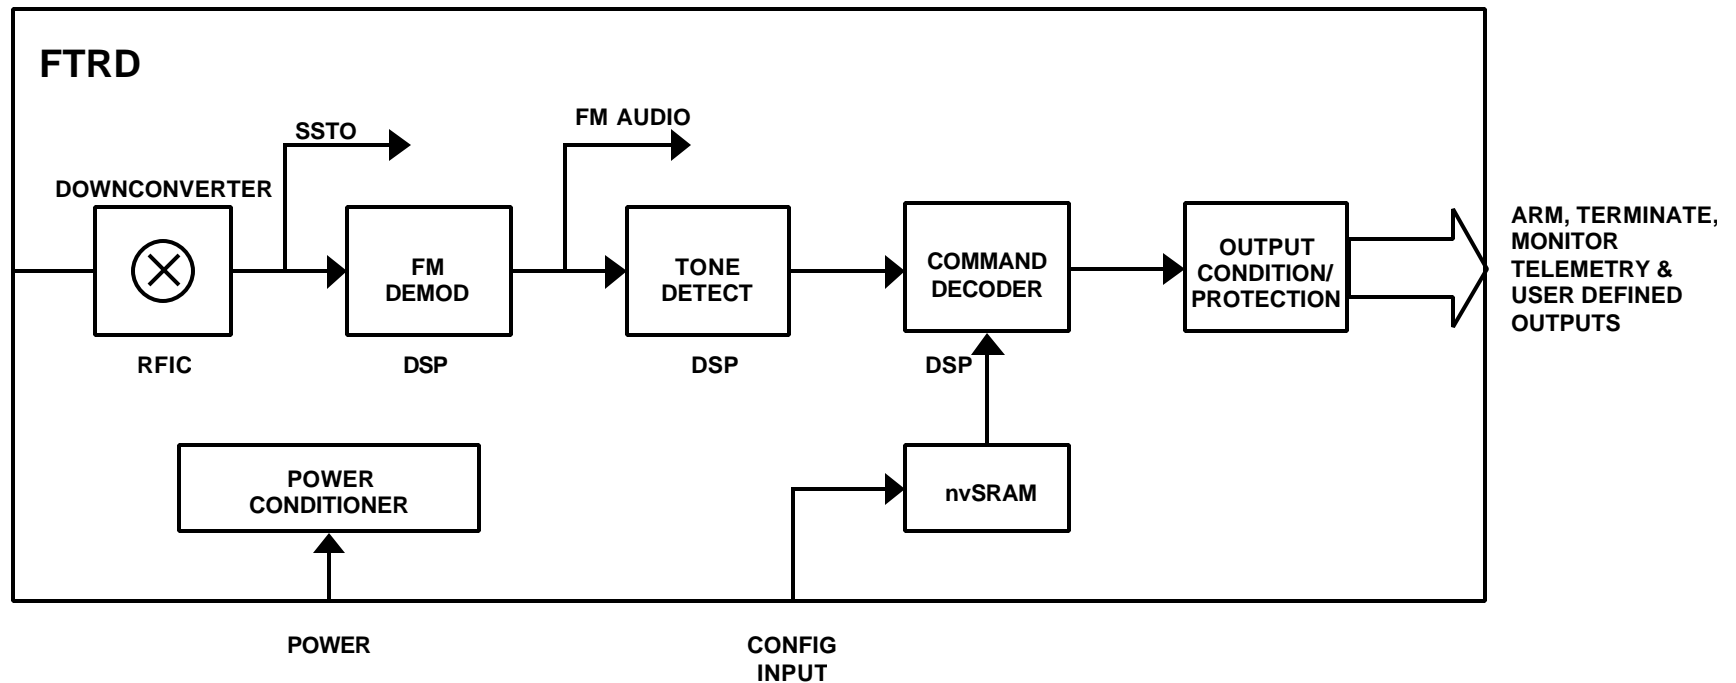 FTRD
SSTO
FM AUDIO
DOWNCONVERTER
FM
DEMOD
TONE
DETECT
COMMAND
DECODER
OUTPUT
CONDITION/
PROTECTION
ARM, TERMINATE,
MONITOR
TELEMETRY &
USER DEFINED
OUTPUTS
RFIC
DSP
DSP
DSP
POWER
CONDITIONER
nvSRAM
POWER
CONFIG
INPUT